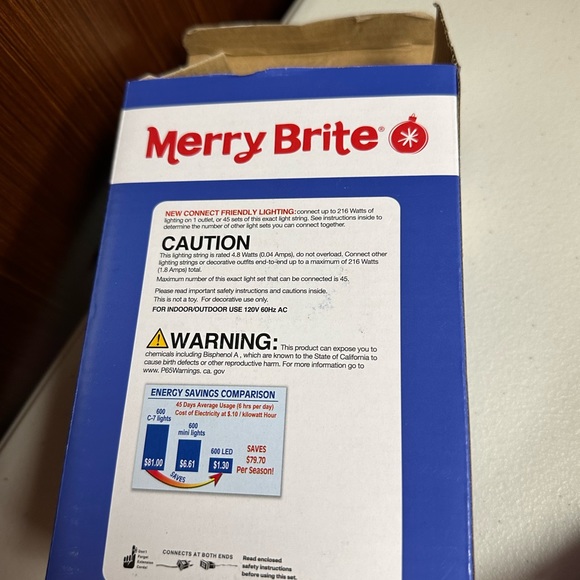 Merry Brite®
NEW CONNECT FRIENDLY LIGHTING: connect up to 216 Watts of
lighting on 1 outlet, or 45 sets of this exact light string. See instructions inside to
determine the number of other light sets you can connect together.
CAUTION
This lighting string is rated 4.8 Watts (0.04 Amps), do not overload. Connect other
lighting strings or decorative outfits end-to-end up to a maximum of 216 Watts
(1.8 Amps) total.
Maximum number of this exact light set that can be connected is 45.
Please read important safety instructions and cautions inside.
This is not a toy. For decorative use only.
FOR INDOOR/OUTDOOR USE 120V 60Hz AC
WARNING: This product can expose you to
chemicals including Bisphenol A , which are known to the State of California to
cause birth defects or other reproductive harm. For more information go to
www. P65Warnings. ca. gov
ENERGY SAVINGS COMPARISON
45 Days Average Usage (6 hrs per day)
Cost of Electricity at $.10 / kilowatt Hour
600
C-7 lights
600
mini lights
600 LED
$81.00
$6.61
$1.30
SAVES
SAVES
$79.70
Per Season!
Don't
Forget
Extension
Cords!
CONNECTS AT BOTH ENDS
Read enclosed
safety instructions
before using this set.